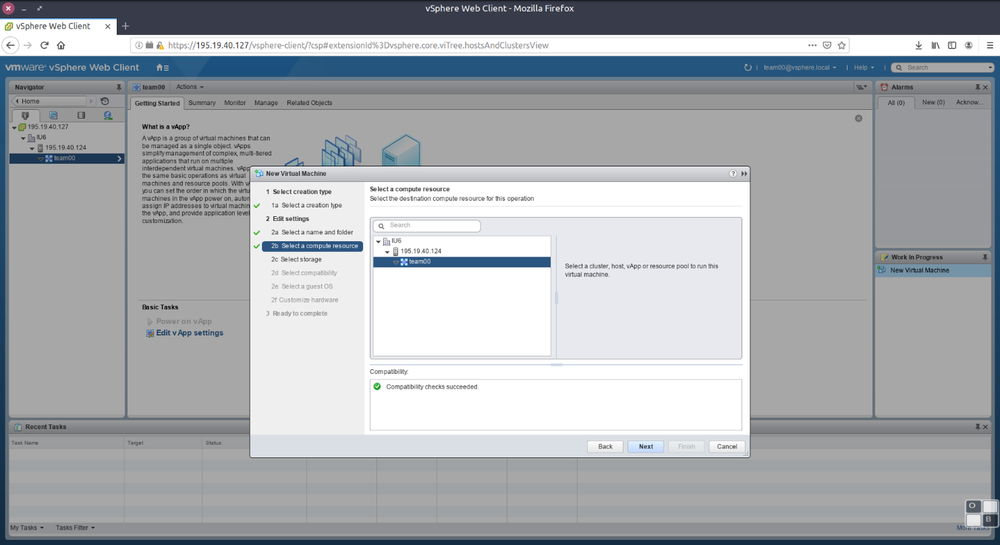 vSphere Web Client - Mozilla Firefox
vSphere Web Client
https://195.19.40.127/vsphere-client/?csp#extensionId%3Dvsphere.core.viTree.hostsAndClustersView
vmware® vSphere Web Client
team00@vsphere.local
Help
Search
Navigator
Home
195.19.40.127
IU6
195.19.40.124
team00
team00
Actions
Getting Started
Summary
Monitor
Manage
Related Objects
What is a vApp?
A vApp is a group of virtual machines that can
be managed as a single object. vApps
simplify management of complex, multi-tiered
applications that run on multiple
interdependent virtual machines. vApp
the same basic operations as virtual
machines and resource pools. With
you can set the order in which the
machines in the vApp power on,
assign IP addresses to virtual
the vApp, and provide application level
customization.
Basic Tasks
Power on vApp
Edit vApp settings
New Virtual Machine
1 Select creation type
1a Select a creation type
2 Edit settings
2a Select a name and folder
2b Select a compute resource
2c Select storage
2d Select compatibility
2e Select a guest OS
2f Customize hardware
3 Ready to complete
Select a compute resource
Select the destination compute resource for this operation
Search
IU6
195.19.40.124
team00
Select a cluster, host, vApp or resource pool to run this
virtual machine.
Compatibility:
Compatibility checks succeeded.
Back
Next
Finish
Cancel
Alarms
All (0)
New (0)
Acknow...
Work In Progress
New Virtual Machine
Recent Tasks
Task Name
Target
Status
My Tasks
Tasks Filter
More Tasks
O
B